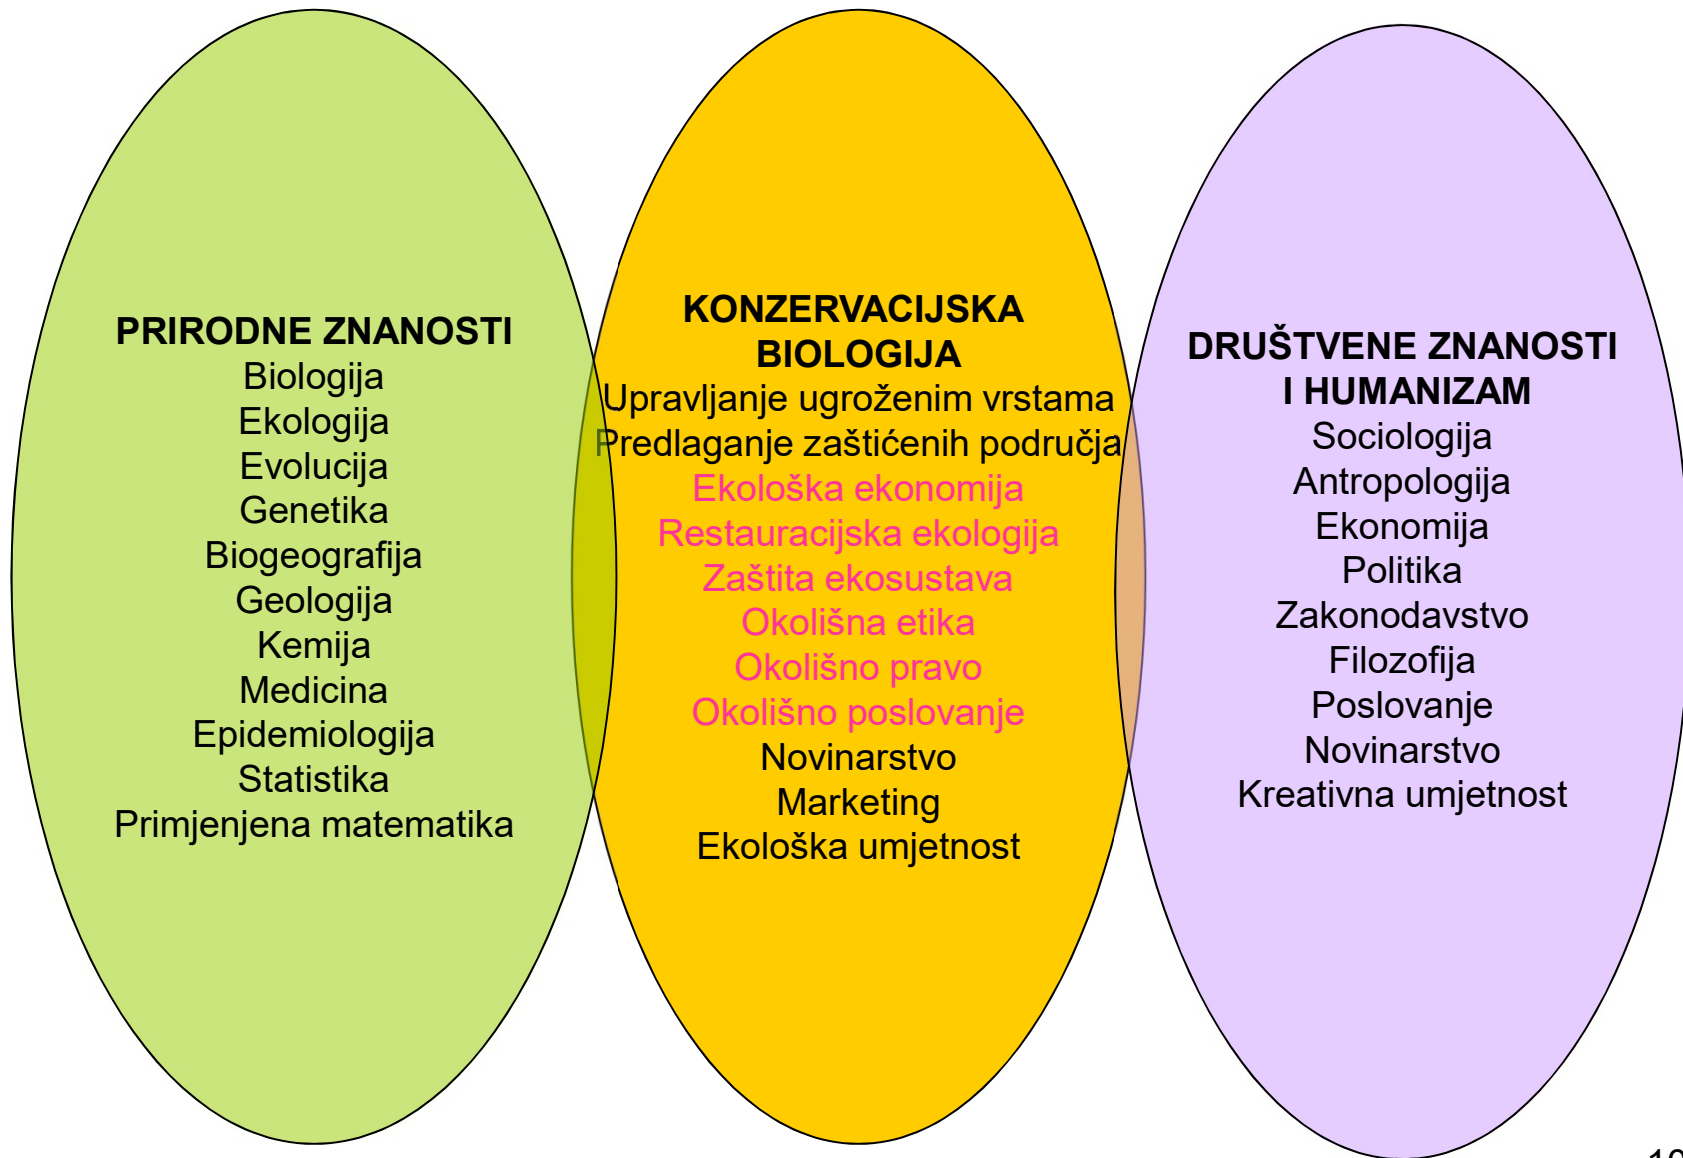 PRIRODNE ZNANOSTI
Biologija
Ekologija
Evolucija
Genetika
Biogeografija
Geologija
Kemija
Medicina
Epidemiologija
Statistika
Primjenjena matematika
KONZERVACIJSKA
BIOLOGIJA
Upravljanje ugroženim vrstama
Predlaganje zaštićenih područja
Ekološka ekonomija
Restauracijska ekologija
Zaštita ekosustava
Okolišna etika
Okolišno pravo
Okolišno poslovanje
Novinarstvo
Marketing
Ekološka umjetnost
DRUŠTVENE ZNANOSTI
I HUMANIZAM
Sociologija
Antropologija
Ekonomija
Politika
Zakonodavstvo
Filozofija
Poslovanje
Novinarstvo
Kreativna umjetnost